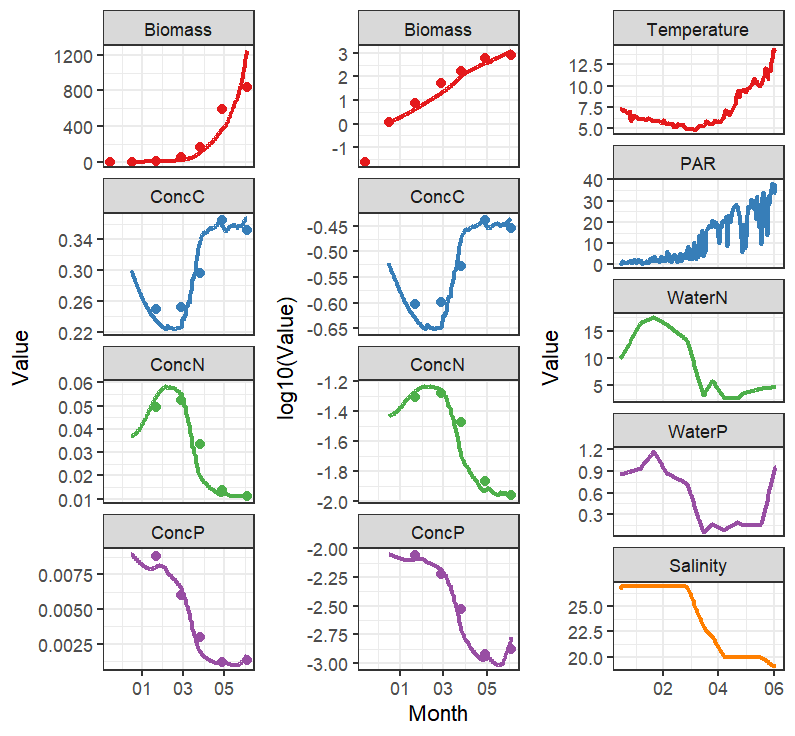 Biomass
1200
800
400
0
ConcC
0.34
0.30
0.26
0.22
ConcN
0.06
0.05
0.04
0.03
0.02
0.01
ConcP
0.0075
0.0050
0.0025
01 03 05
Value
Biomass
3
2
1
0
-1
ConcC
-0.45
-0.50
-0.55
-0.60
-0.65
ConcN
-1.2
-1.4
-1.6
-1.8
-2.0
ConcP
-2.00
-2.25
-2.50
-2.75
-3.00
01 03 05
Month
log10(Value)
Temperature
12.5
10.0
7.5
5.0
PAR
40
30
20
10
0
WaterN
15
10
5
WaterP
1.2
0.9
0.6
0.3
Salinity
25.0
22.5
20.0
02 04 06
Value